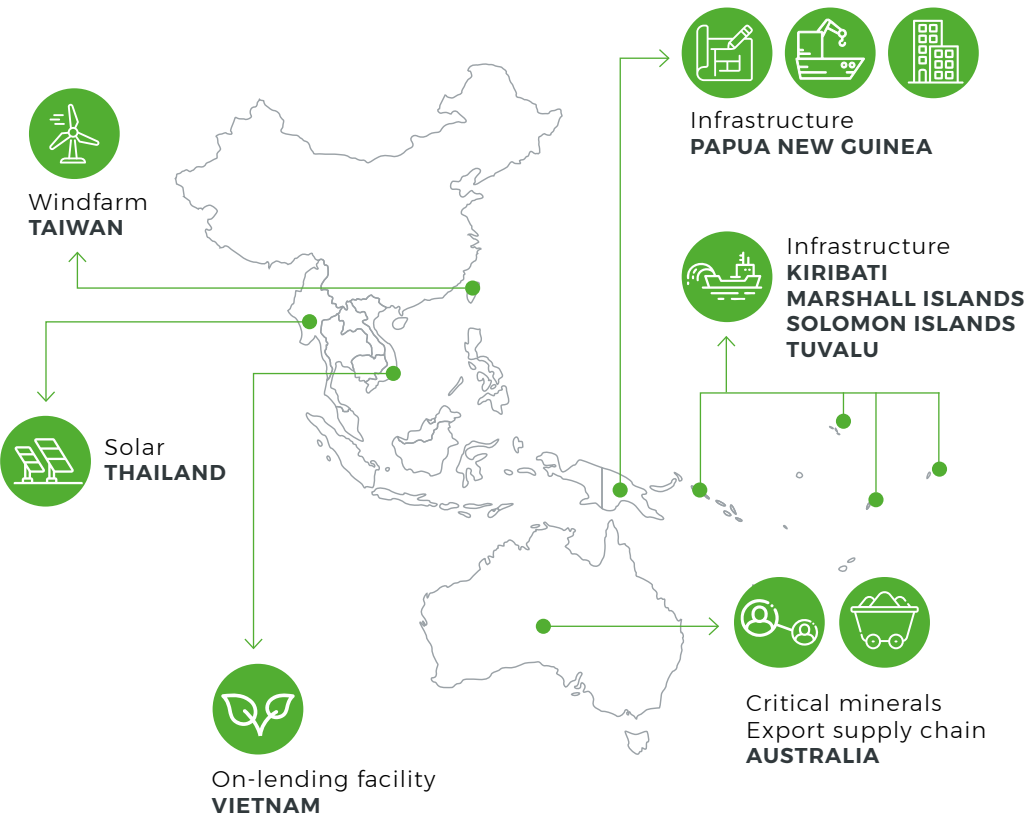 Infrastructure
PAPUA NEW GUINEA
Windfarm
TAIWAN
Infrastructure
KIRIBATI
MARSHALL ISLANDS
SOLOMON ISLANDS
TUVALU
Solar
THAILAND
Critical minerals
Export supply chain
AUSTRALIA
On-lending facility
VIETNAM